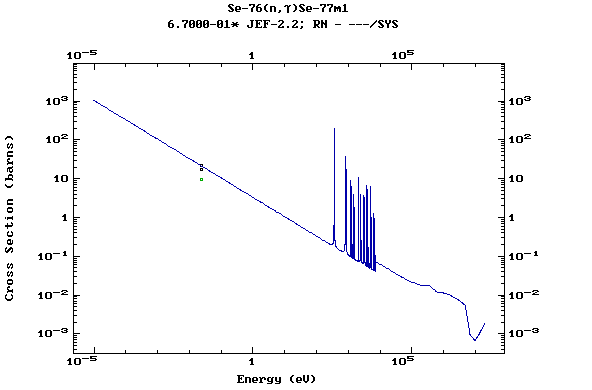 Se-76(n,γ)Se-77m1
6.7000-01* JEF-2.2; RN - ---/SYS
10⁻⁵ 1 10⁵
10³ 10³
10² 10²
10 10
1 1
10⁻¹ 10⁻¹
10⁻² 10⁻²
10⁻³ 10⁻³
Cross Section (barns)
10⁻⁵ 1 10⁵
Energy (eV)